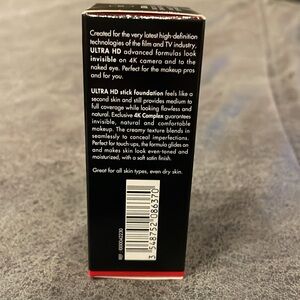 Created for the very latest high-definition
technologies of the film and TV industry,
ULTRA HD advanced formulas look
invisible on 4K camera and to the
naked eye. Perfect for the makeup pros
and for you.
ULTRA HD stick foundation feels like a
second skin and still provides medium to
full coverage while looking flawless and
natural. Exclusive 4K Complex guarantees
invisible, natural and comfortable
makeup. The creamy texture blends in
seamlessly to conceal imperfections.
Perfect for touch-ups, the formula glides on
and makes skin look even-toned and
moisturized, with a soft satin finish.
Great for all skin types, even dry skin.
3 548752 086370